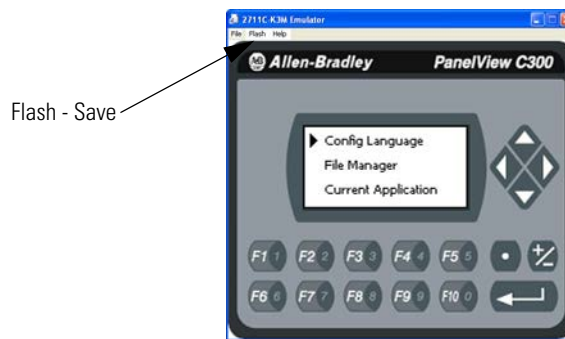 2711C-K3M Emulator
File Flash Help
AB Allen-Bradley PanelView C300
Flash - Save
Config Language
File Manager
Current Application
F1 1 F2 2 F3 3 F4 4 F5 5 • +/-
F6 6 F7 7 F8 8 F9 9 F10 0